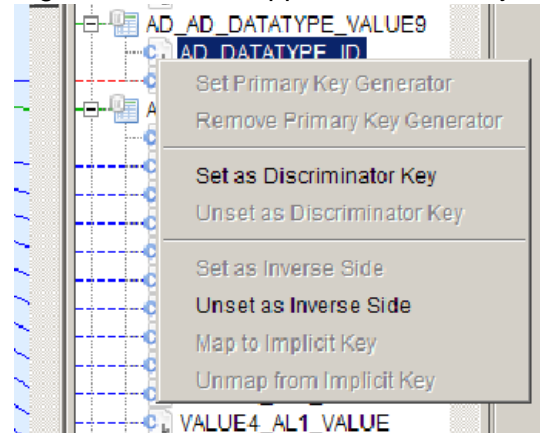 AD_AD_DATATYPE_VALUE9
AD_DATATYPE_ID
Set Primary Key Generator
Remove Primary Key Generator
Set as Discriminator Key
Unset as Discriminator Key
Set as Inverse Side
Unset as Inverse Side
Map to Implicit Key
Unmap from Implicit Key
VALUE4_AL1_VALUE